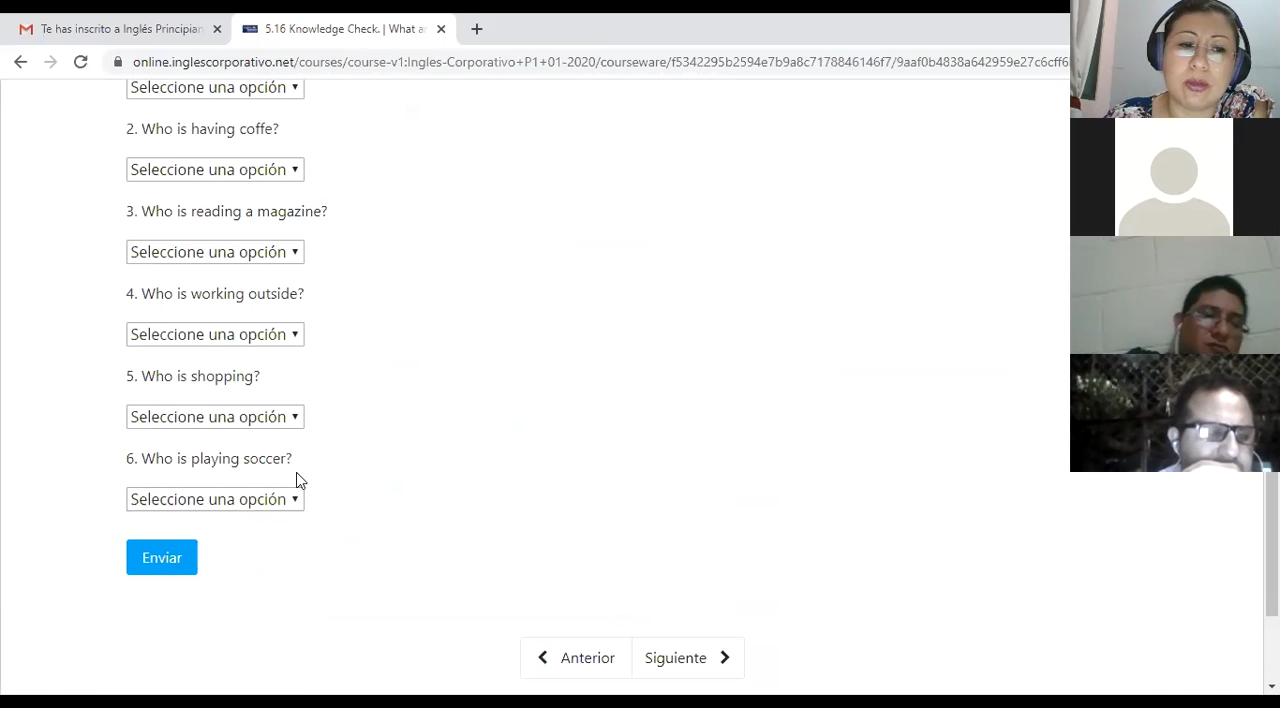 Te has inscrito a Inglés Principian
5.16 Knowledge Check. | What a
online.inglescorporativo.net/courses/course-v1:Ingles-Corporativo+P1+01-2020/courseware/f5342295b2594e7b9a8c7178846146f7/9aaf0b4838a642959e27c6cff6
Seleccione una opción
2. Who is having coffe?
Seleccione una opción
3. Who is reading a magazine?
Seleccione una opción
4. Who is working outside?
Seleccione una opción
5. Who is shopping?
Seleccione una opción
6. Who is playing soccer?
Seleccione una opción
Enviar
Anterior
Siguiente